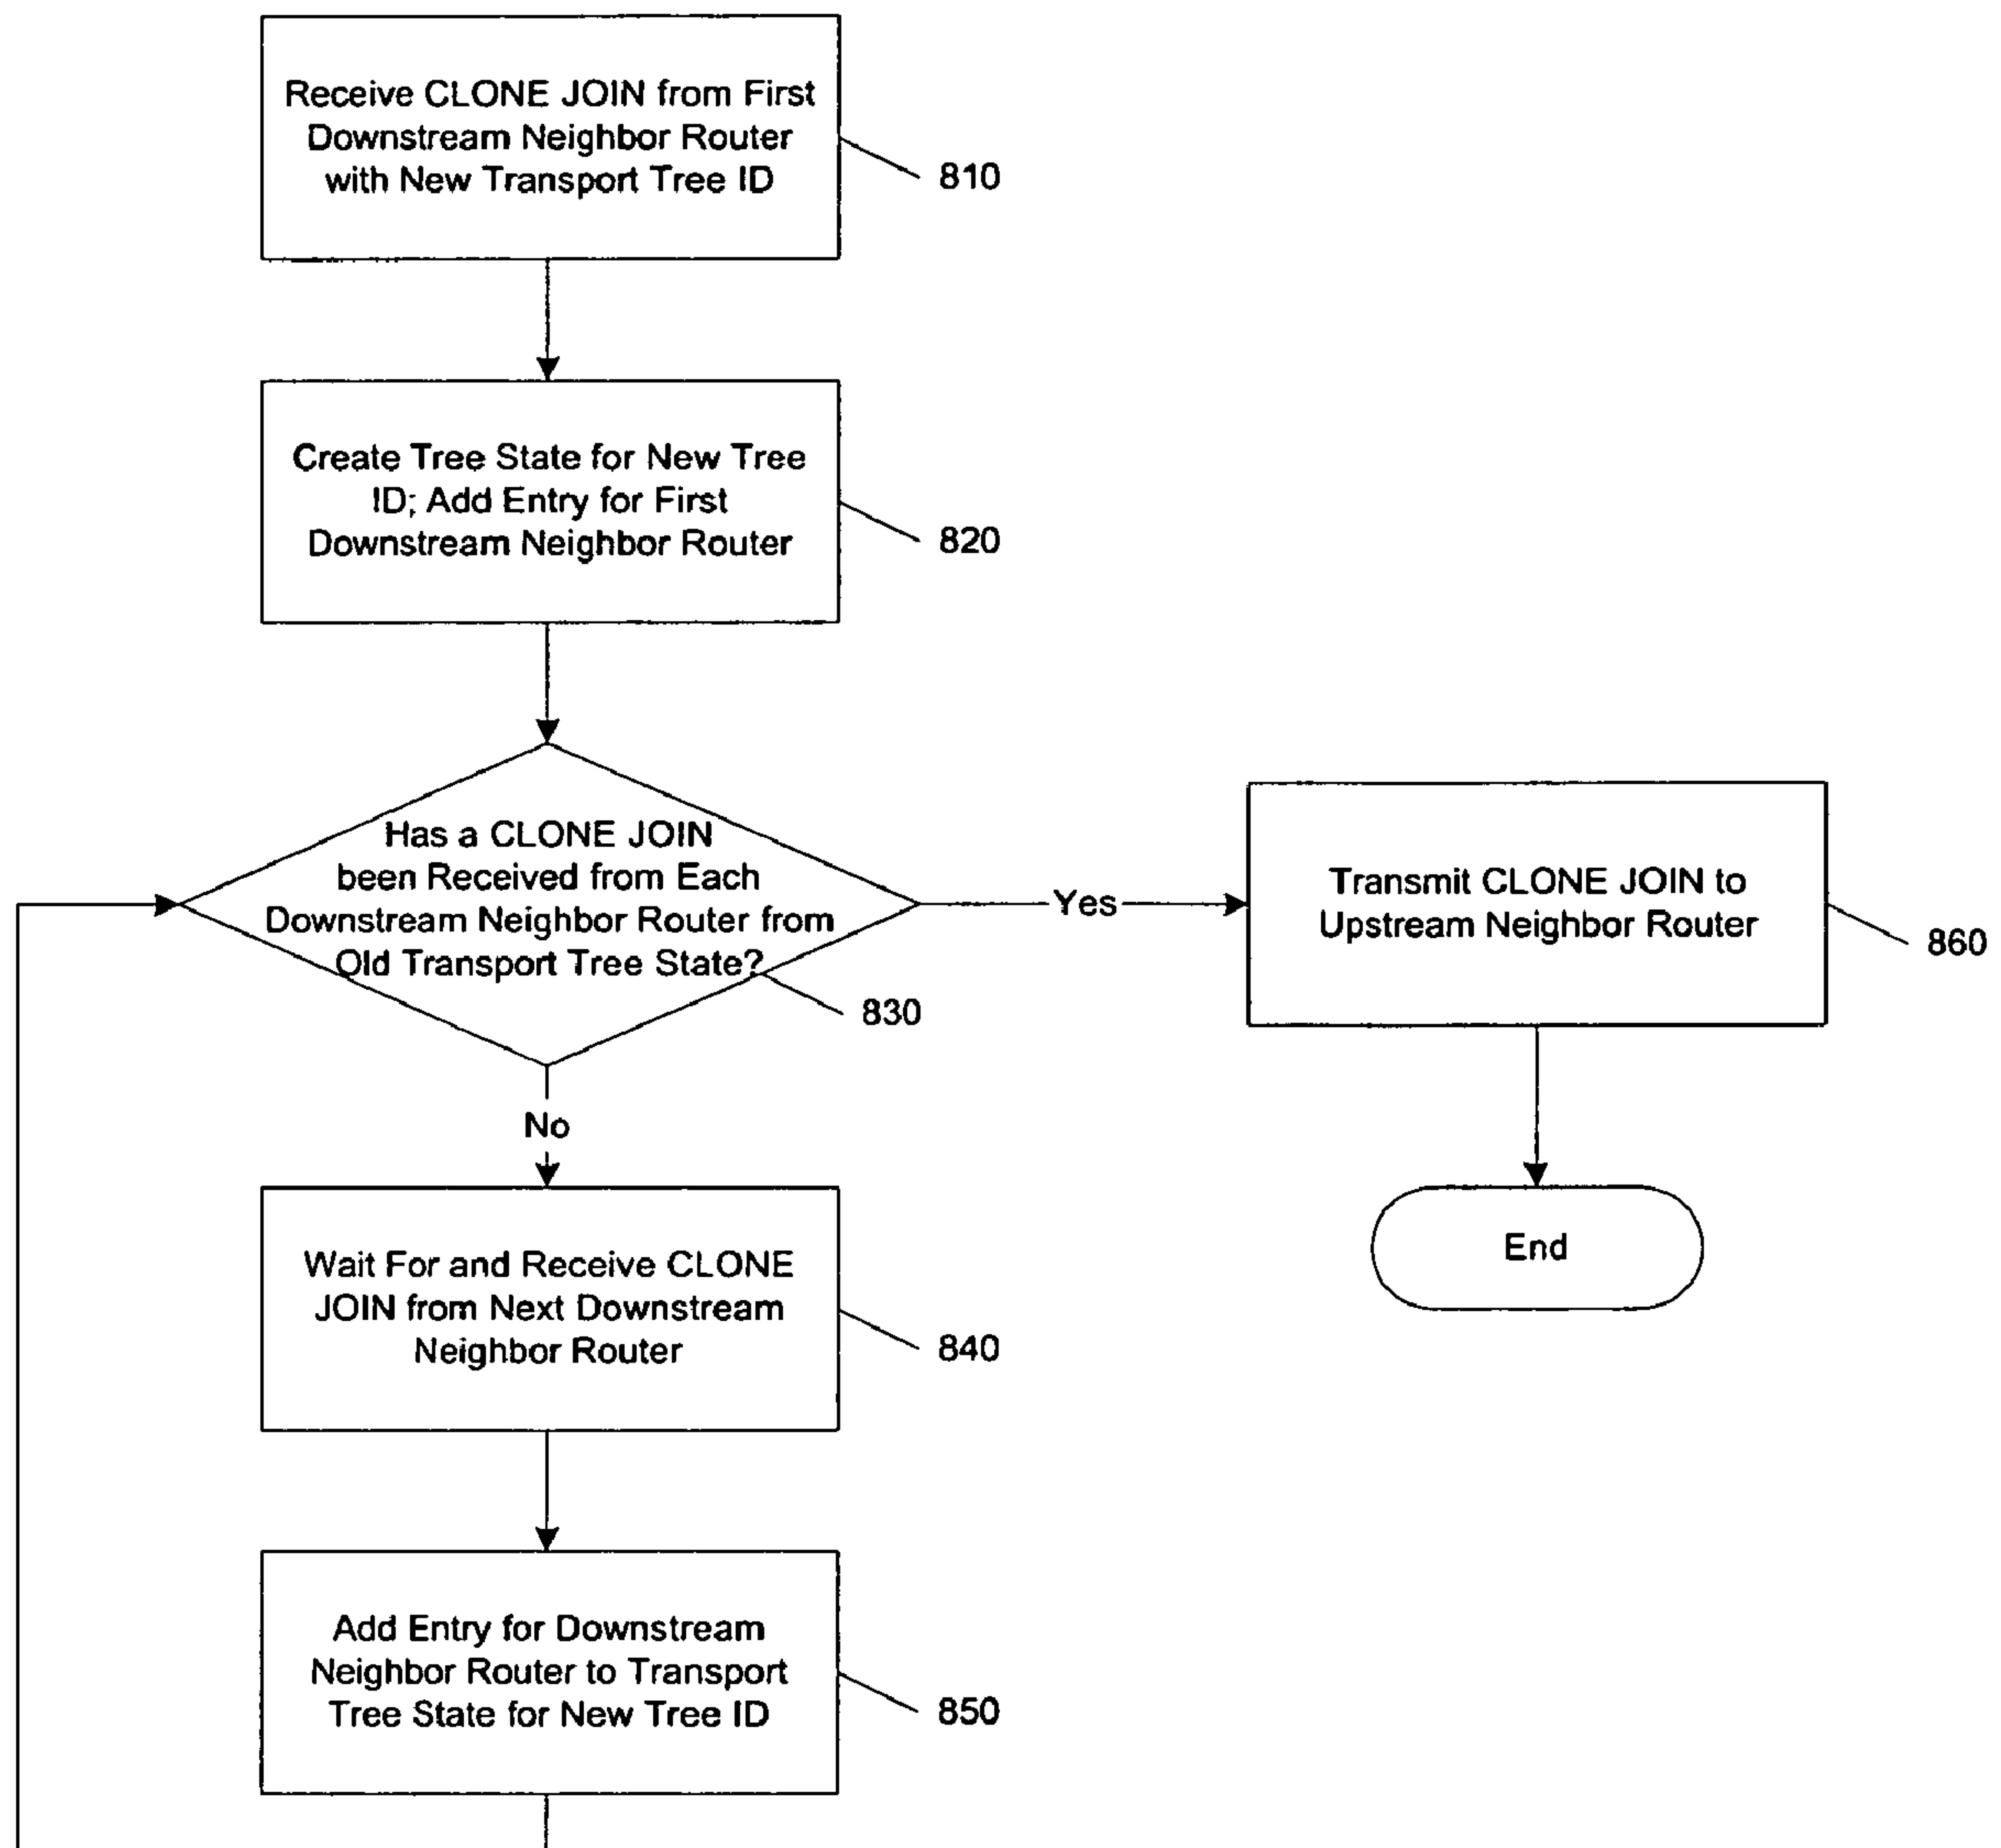 Receive CLONE JOIN from First
Downstream Neighbor Router
with New Transport Tree ID
810
Create Tree State for New Tree
ID; Add Entry for First
Downstream Neighbor Router
820
Has a CLONE JOIN
been Received from Each
Downstream Neighbor Router from
Old Transport Tree State?
830
Yes
Transmit CLONE JOIN to
Upstream Neighbor Router
860
End
No
Wait For and Receive CLONE
JOIN from Next Downstream
Neighbor Router
840
Add Entry for Downstream
Neighbor Router to Transport
Tree State for New Tree ID
850